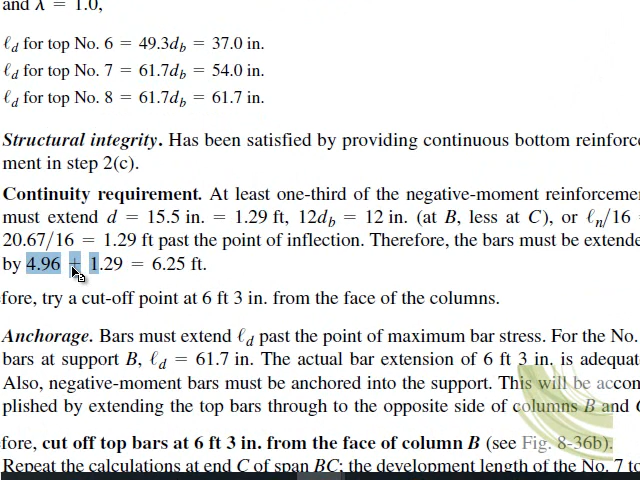 and λ = 1.0,
ℓd for top No. 6 = 49.3db = 37.0 in.
ℓd for top No. 7 = 61.7db = 54.0 in.
ℓd for top No. 8 = 61.7db = 61.7 in.
Structural integrity. Has been satisfied by providing continuous bottom reinforce
ment in step 2(c).
Continuity requirement. At least one-third of the negative-moment reinforceme
must extend d = 15.5 in. = 1.29 ft, 12db = 12 in. (at B, less at C), or ℓn/16 =
20.67/16 = 1.29 ft past the point of inflection. Therefore, the bars must be extende
by 4.96 + 1.29 = 6.25 ft.
fore, try a cut-off point at 6 ft 3 in. from the face of the columns.
Anchorage. Bars must extend ℓd past the point of maximum bar stress. For the No.
bars at support B, ℓd = 61.7 in. The actual bar extension of 6 ft 3 in. is adequat
Also, negative-moment bars must be anchored into the support. This will be accom
plished by extending the top bars through to the opposite side of columns B and C
fore, cut off top bars at 6 ft 3 in. from the face of column B (see Fig. 8-36b).
Repeat the calculations at end C of span BC; the development length of the No. 7 to